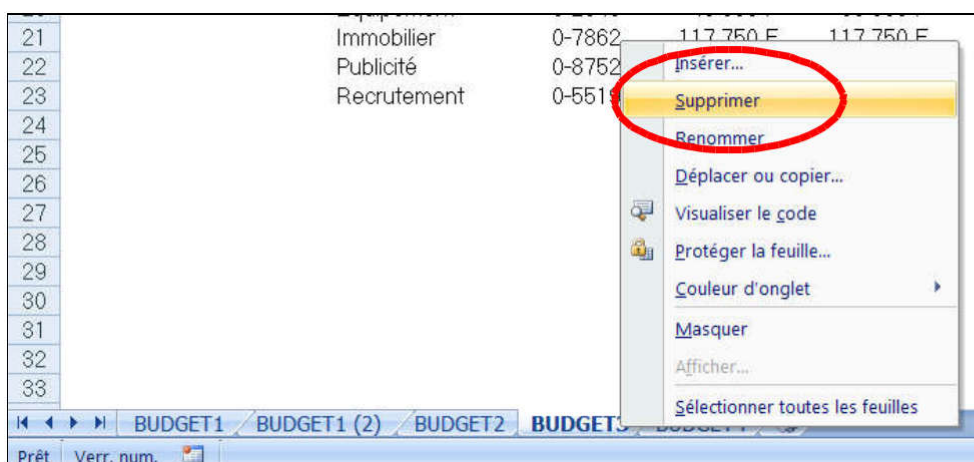 21 Immobilier 0-7862 117 750 F 117 750 F
22 Publicité 0-8752
23 Recrutement 0-5519
24
25
26
27
28
29
30
31
32
33
Insérer...
Supprimer
Renommer
Déplacer ou copier...
Visualiser le code
Protéger la feuille...
Couleur d'onglet
Masquer
Afficher...
Sélectionner toutes les feuilles
BUDGET1 BUDGET1 (2) BUDGET2 BUDGET3
Prêt Verr. num.